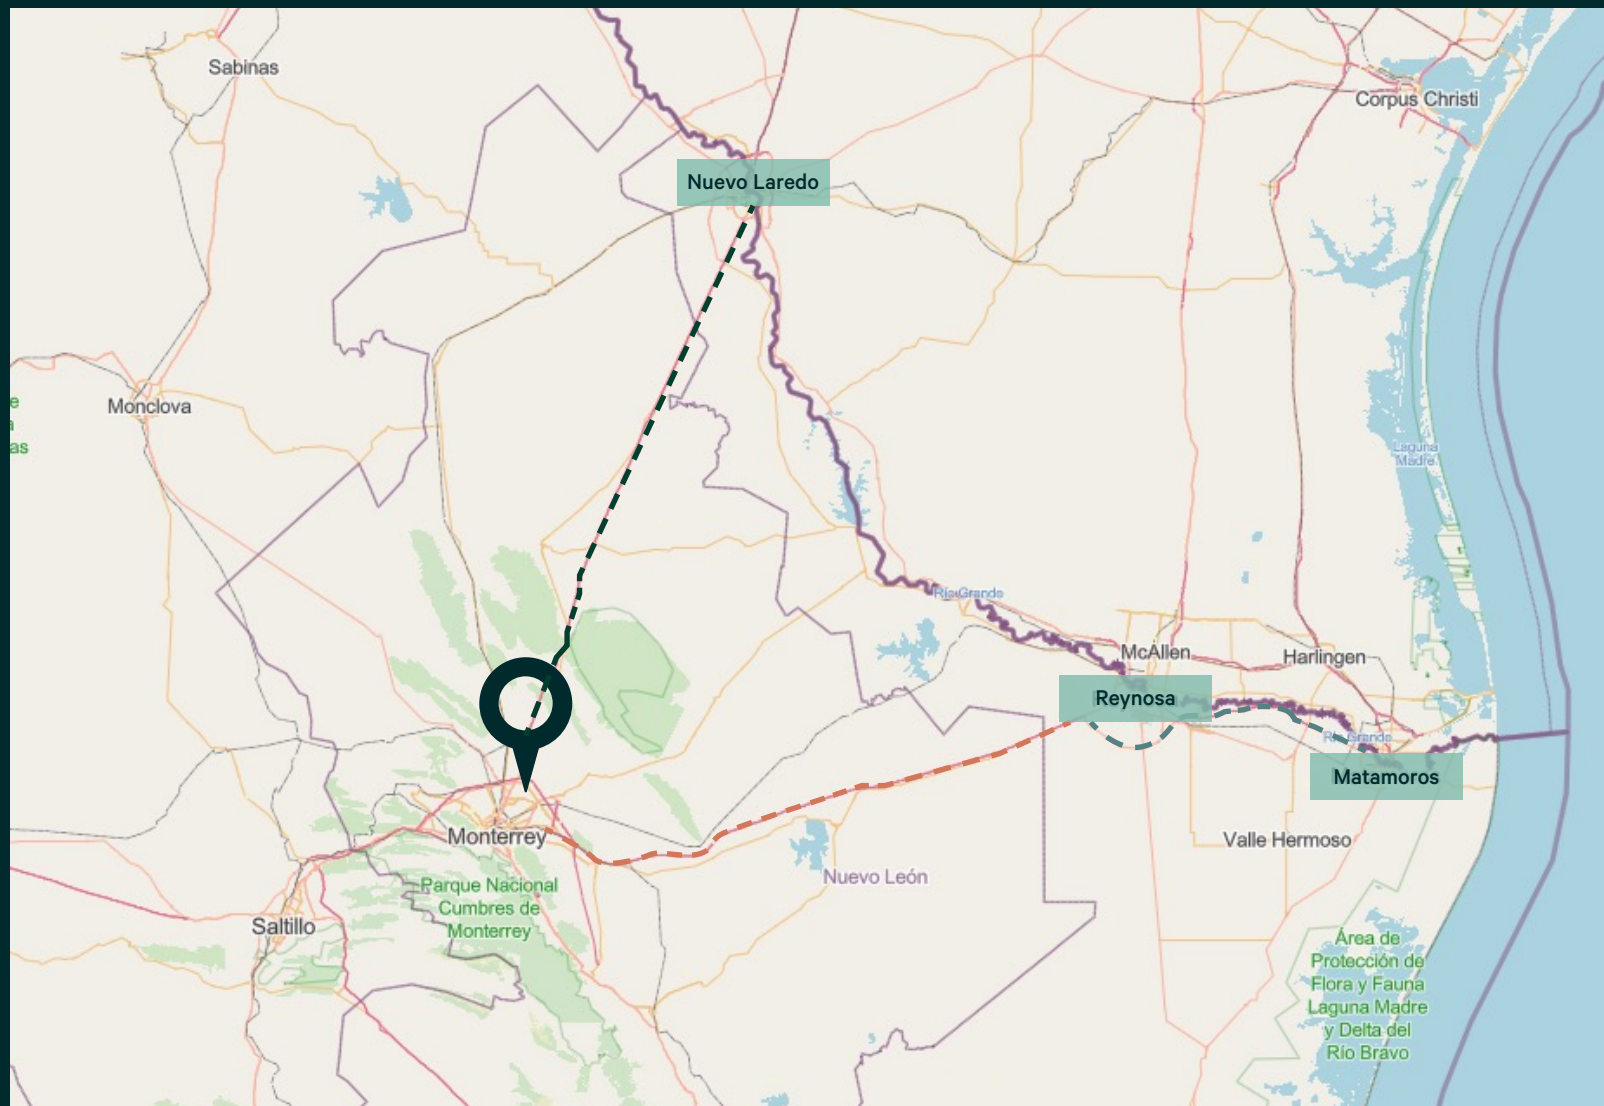 Sabinas
Corpus Christi
Nuevo Laredo
Monclova
e
a
as
Laguna
Madre
Río Grande
McAllen
Harlingen
Reynosa
Río Grande
Matamoros
Monterrey
Valle Hermoso
Nuevo León
Parque Nacional
Cumbres de
Monterrey
Saltillo
Área de
Protección de
Flora y Fauna
Laguna Madre
y Delta del
Río Bravo